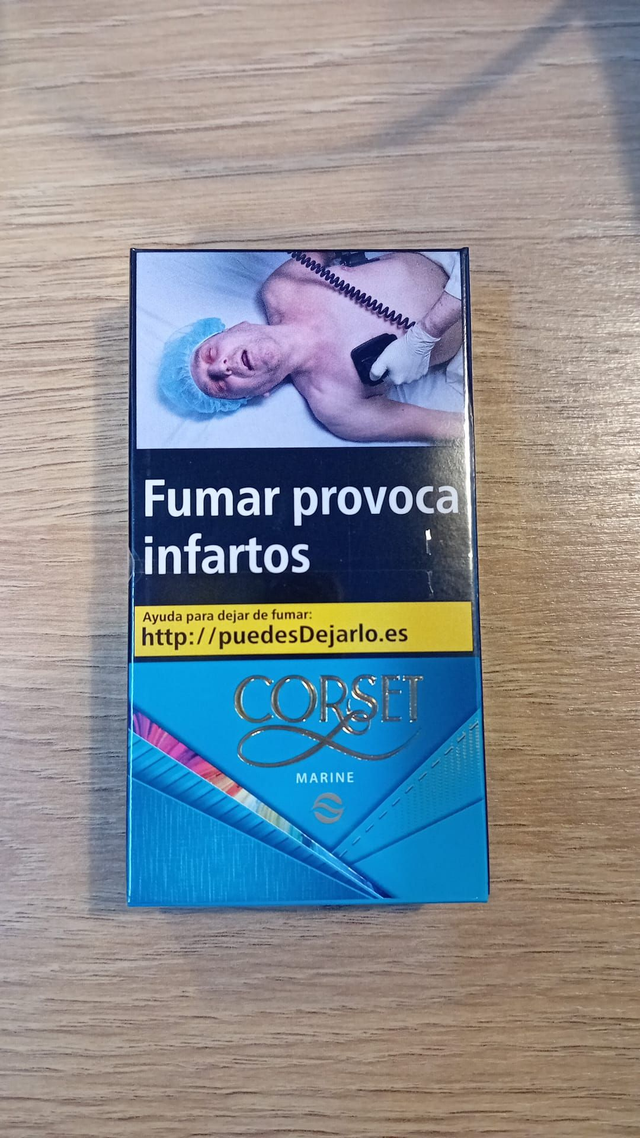 Fumar provoca
infartos
Ayuda para dejar de fumar:
http://puedesDejarlo.es
CORSET
MARINE